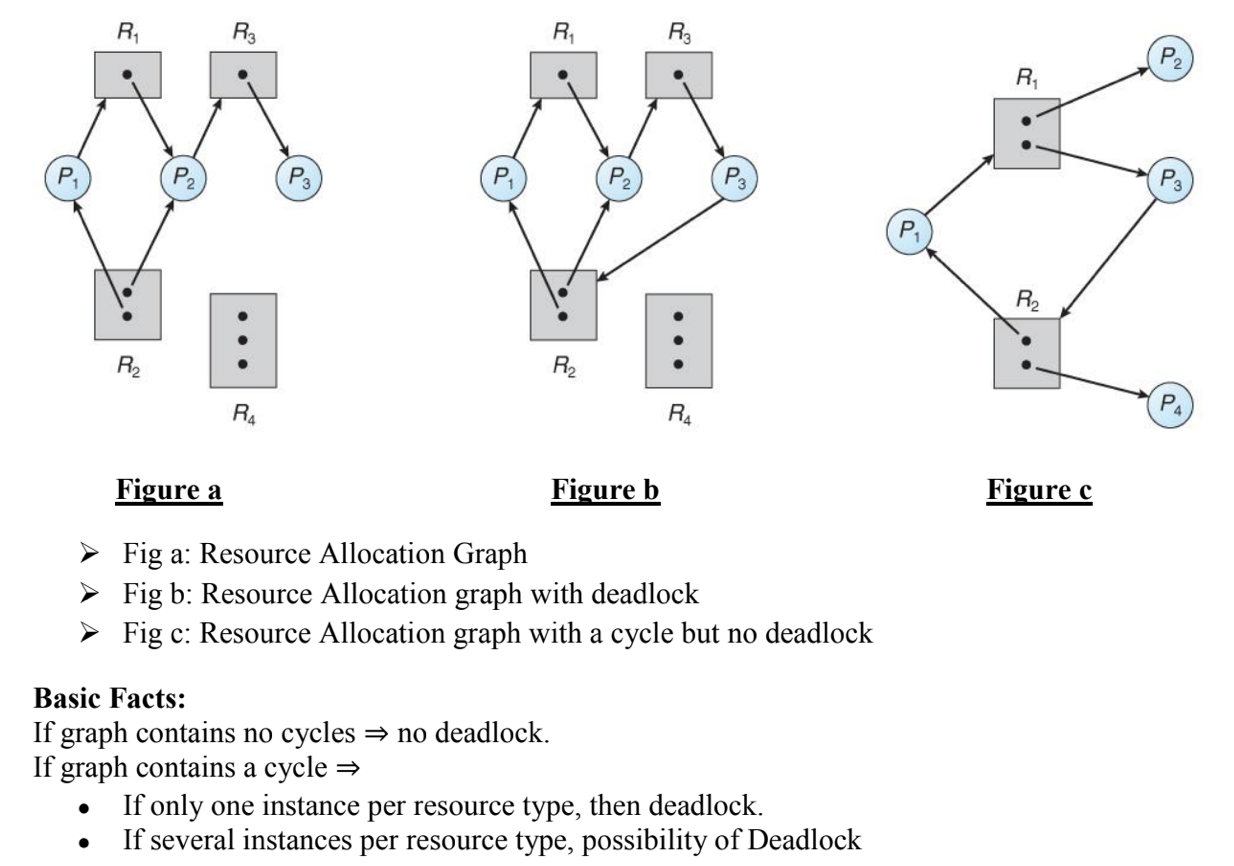 R1 R3 R1 R3
P2
R1
P1 P2 P3 P1 P2 P3
P3
P1
R2
R2 R2
P4
R4 R4
Figure a Figure b Figure c
➢ Fig a: Resource Allocation Graph
➢ Fig b: Resource Allocation graph with deadlock
➢ Fig c: Resource Allocation graph with a cycle but no deadlock
Basic Facts:
If graph contains no cycles ⇒ no deadlock.
If graph contains a cycle ⇒
• If only one instance per resource type, then deadlock.
• If several instances per resource type, possibility of Deadlock